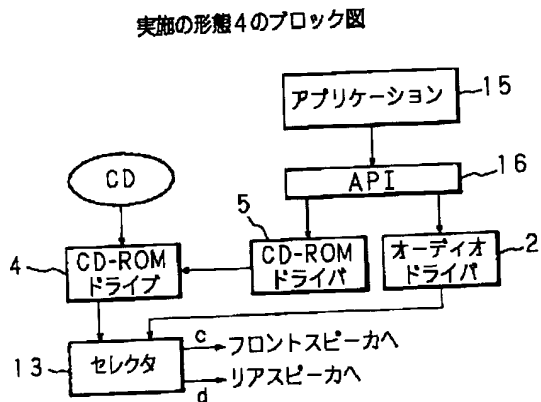 実施の形態4のブロック図
アプリケーション
15
API
16
CD
5
4
CD-ROM
ドライブ
CD-ROM
ドライバ
オーディオ
ドライバ
2
13
セレクタ
c
フロントスピーカへ
d
リアスピーカへ